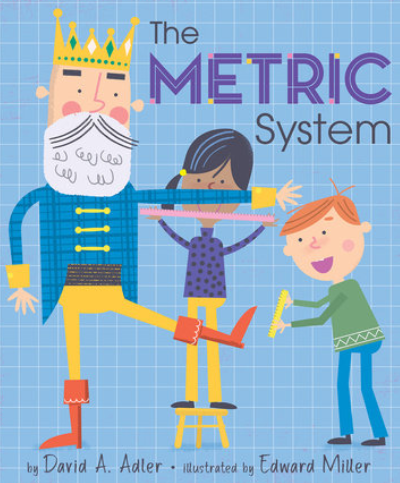 The
METRIC
System
by David A. Adler • illustrated by Edward Miller